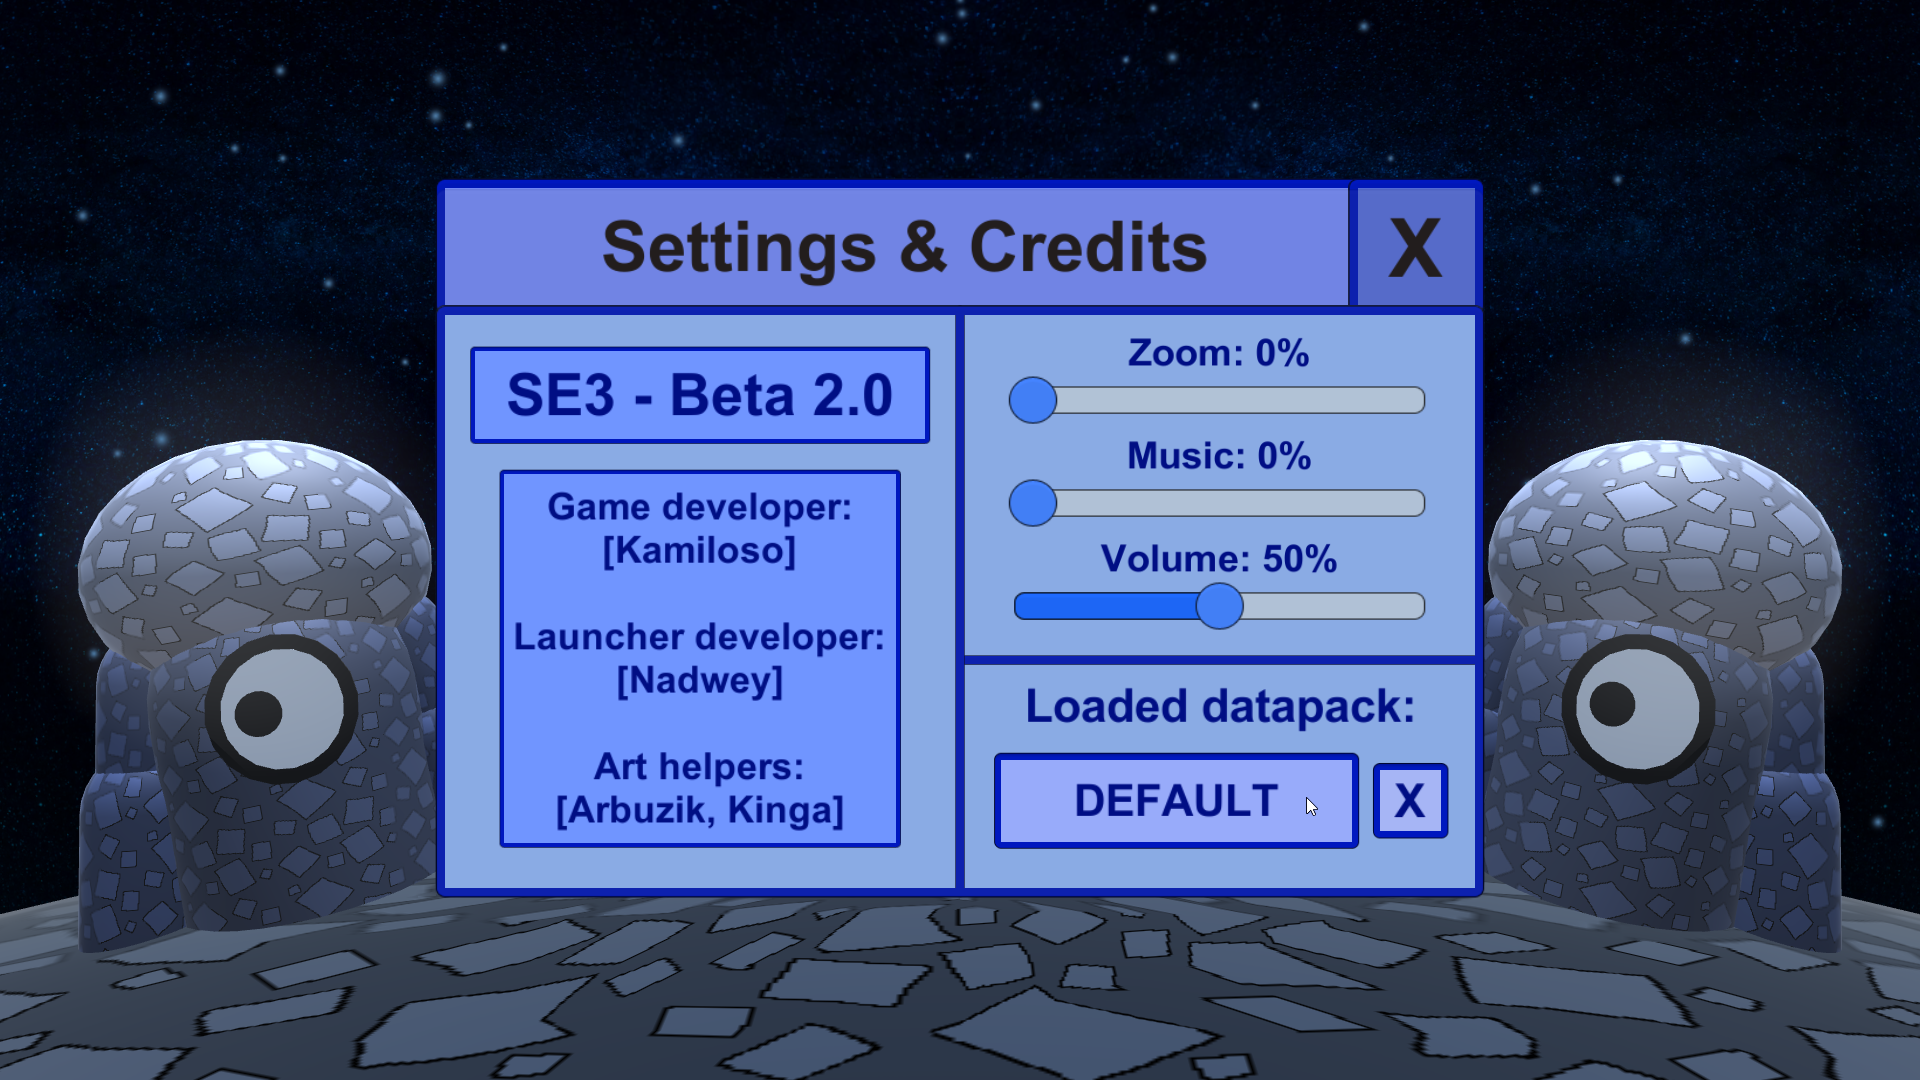 Settings & Credits
X
SE3 - Beta 2.0
Game developer:
[Kamiloso]
Launcher developer:
[Nadwey]
Art helpers:
[Arbuzik, Kinga]
Zoom: 0%
Music: 0%
Volume: 50%
Loaded datapack:
DEFAULT
X